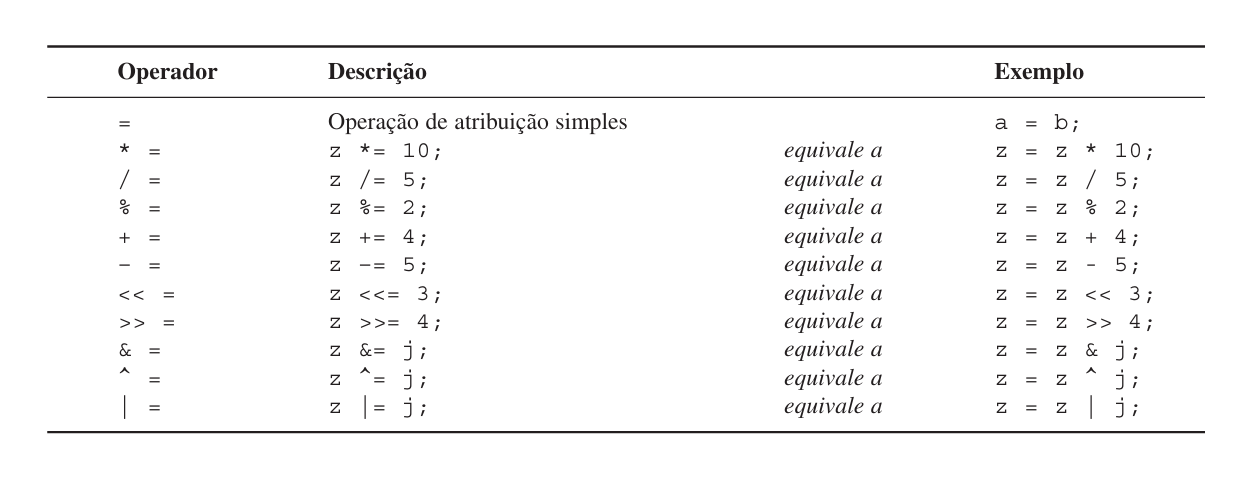 Operador Descrição Exemplo
= Operação de atribuição simples a = b;
* = z *= 10; equivale a z = z * 10;
/ = z /= 5; equivale a z = z / 5;
% = z %= 2; equivale a z = z % 2;
+ = z += 4; equivale a z = z + 4;
– = z –= 5; equivale a z = z - 5;
<< = z <<= 3; equivale a z = z << 3;
>> = z >>= 4; equivale a z = z >> 4;
& = z &= j; equivale a z = z & j;
^ = z ^= j; equivale a z = z ^ j;
| = z |= j; equivale a z = z | j;